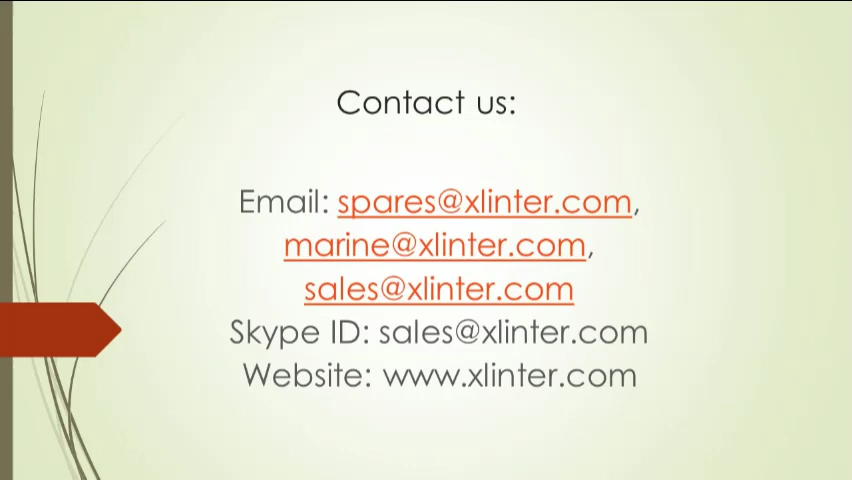 Contact us:
Email: spares@xlinter.com,
marine@xlinter.com,
sales@xlinter.com
Skype ID: sales@xlinter.com
Website: www.xlinter.com